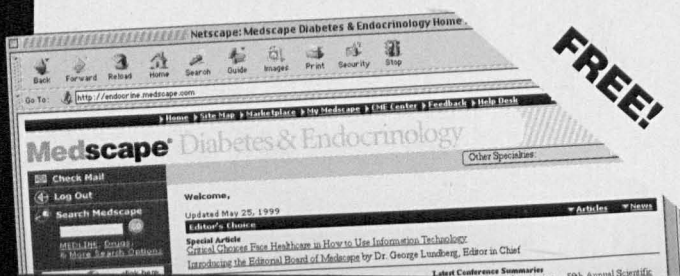 Netscape: Medscape Diabetes & Endocrinology Home
Back Forward Reload Home Search Guide Images Print Security Stop
Go To: http://endocrine.medscape.com
FREE!
Home Site Map Marketplace My Medscape CME Center Feedback Help Desk
Medscape® Diabetes & Endocrinology
Other Specialties:
Check Mail
Log Out
Search Medscape
MEDLINE, Drugs,
& More Search Options
click here
Welcome,
Updated May 25, 1999
Editor's Choice
Articles News
Special Article
Critical Choices Face Healthcare in How to Use Information Technology
Introducing the Editorial Board of Medscape by Dr. George Lundberg, Editor in Chief
Latest Conference Summaries
Annual Scientific